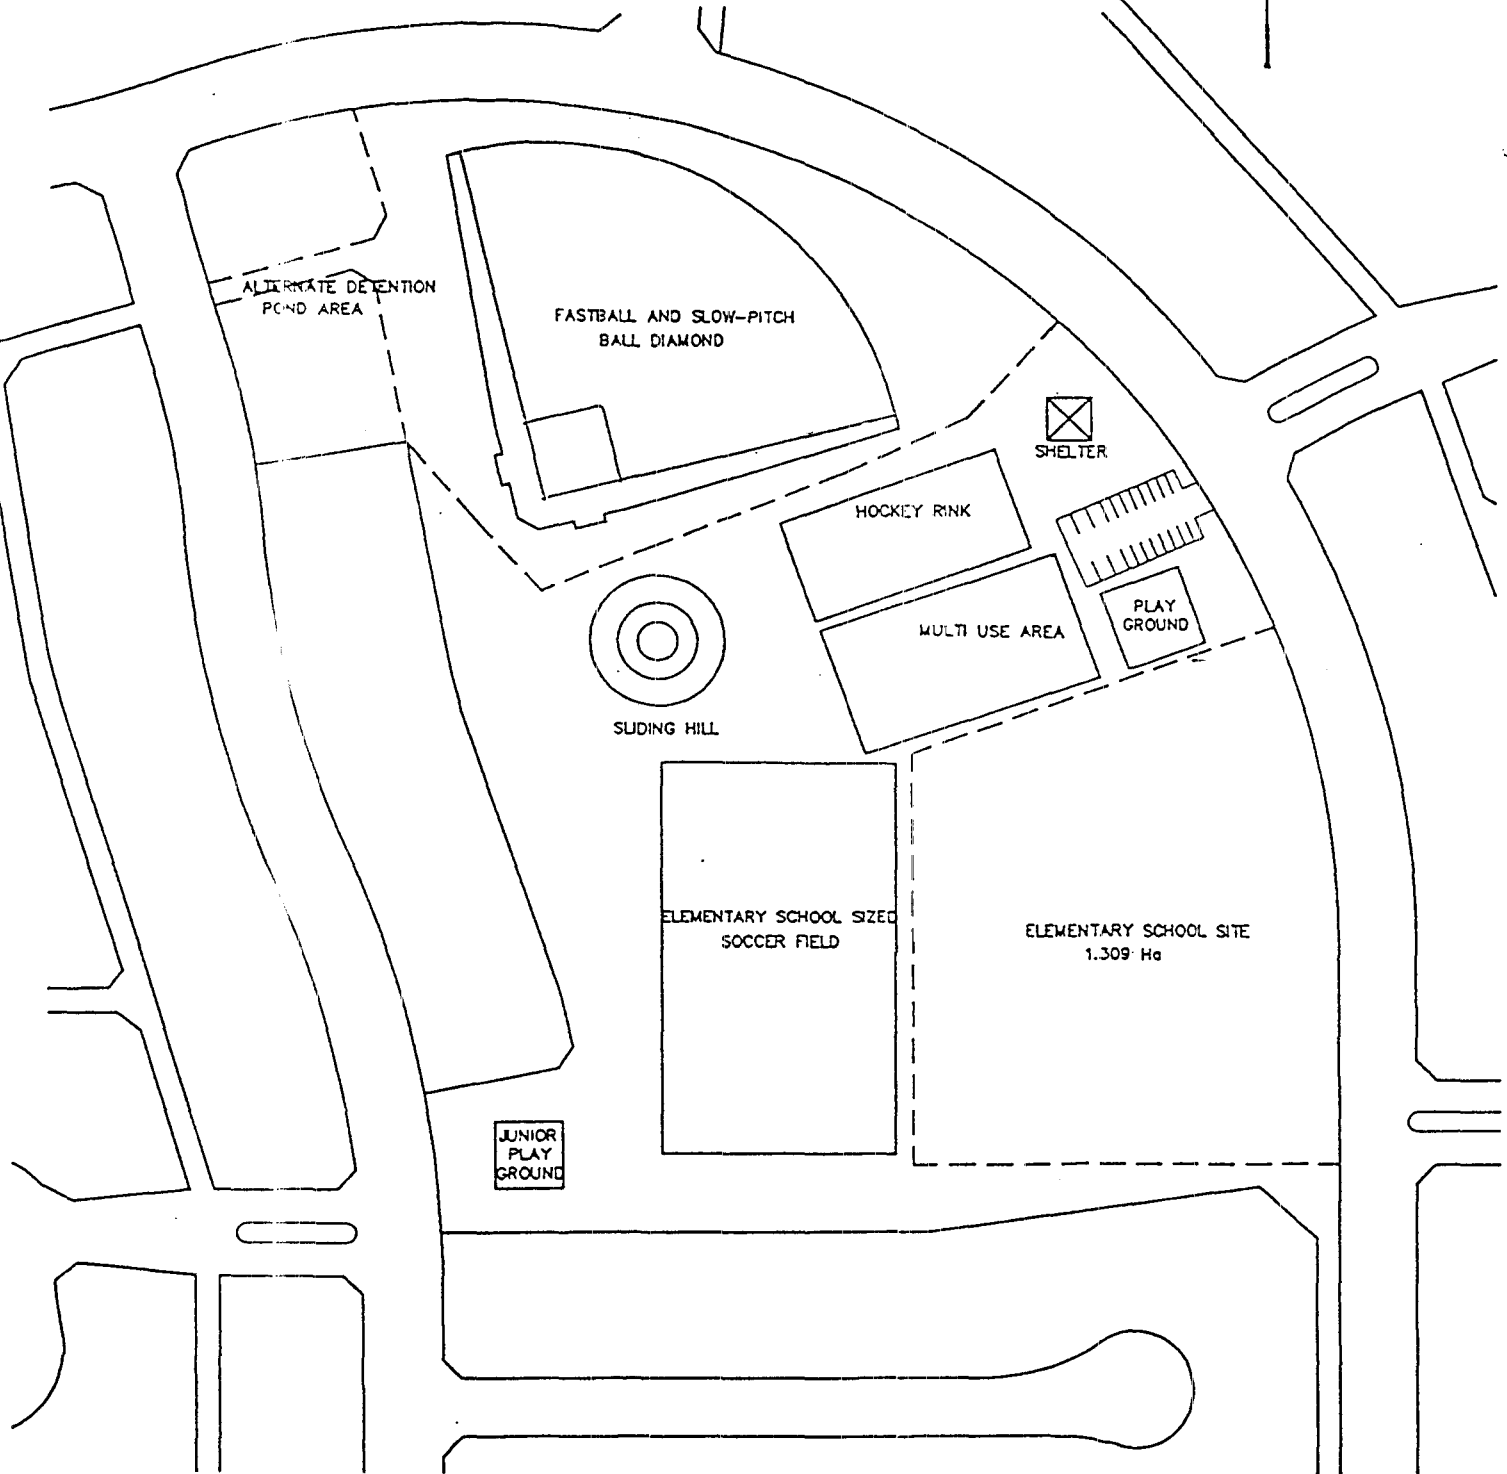 ALTERNATE DETENTION
POND AREA
FASTBALL AND SLOW-PITCH
BALL DIAMOND
SHELTER
HOCKEY RINK
PLAY
GROUND
MULTI USE AREA
SLIDING HILL
ELEMENTARY SCHOOL SIZED
SOCCER FIELD
ELEMENTARY SCHOOL SITE
1.309 Ha
JUNIOR
PLAY
GROUND